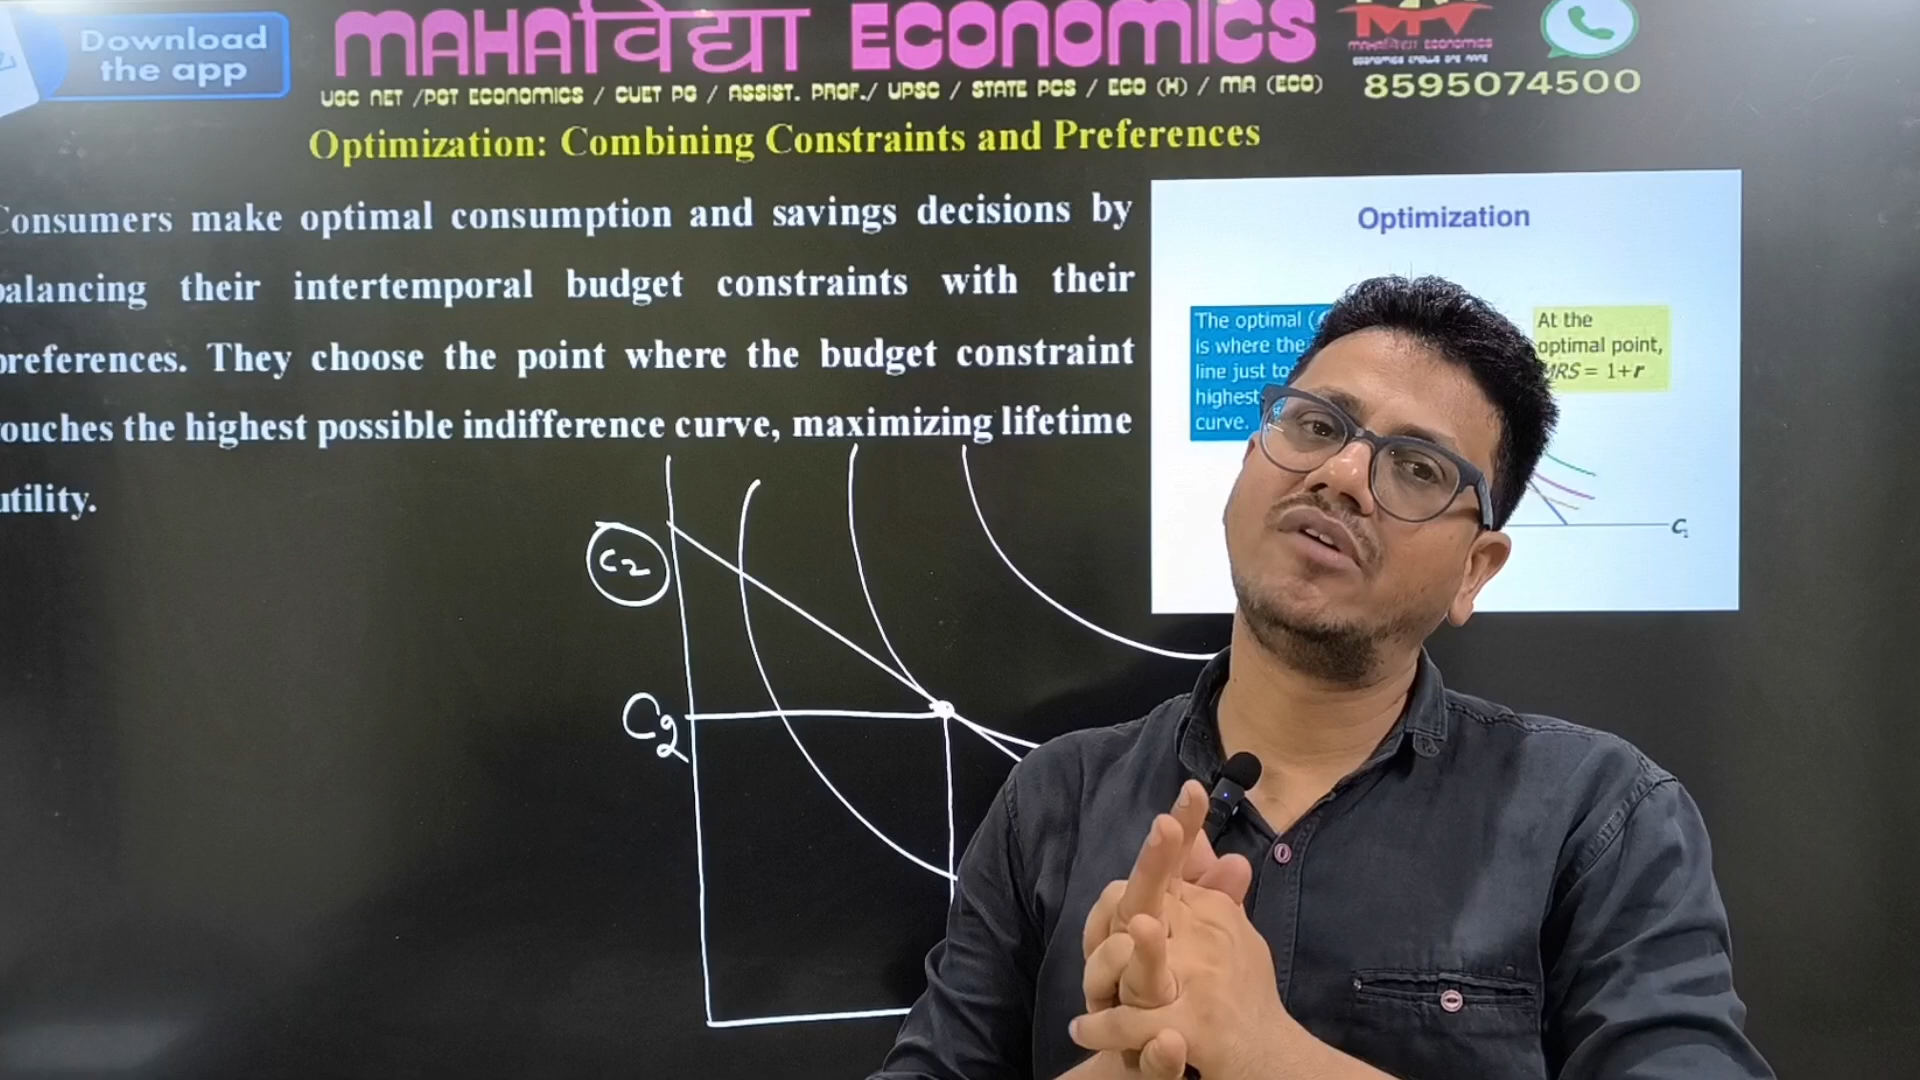 Download
the app
MAHAविद्या ECONOMICS
MAHAविद्या ECONOMICS
8595074500
UGC NET /PGT ECONOMICS / CUET PG / ASSIST. PROF./ UPSC / STATE PCS / ECO (H) / MA (ECO)
Optimization: Combining Constraints and Preferences
Consumers make optimal consumption and savings decisions by
balancing their intertemporal budget constraints with their
preferences. They choose the point where the budget constraint
touches the highest possible indifference curve, maximizing lifetime
utility.
Optimization
The optimal (
is where the
line just to
highest
curve.
At the
optimal point,
MRS = 1+r
C₁
C2
C2